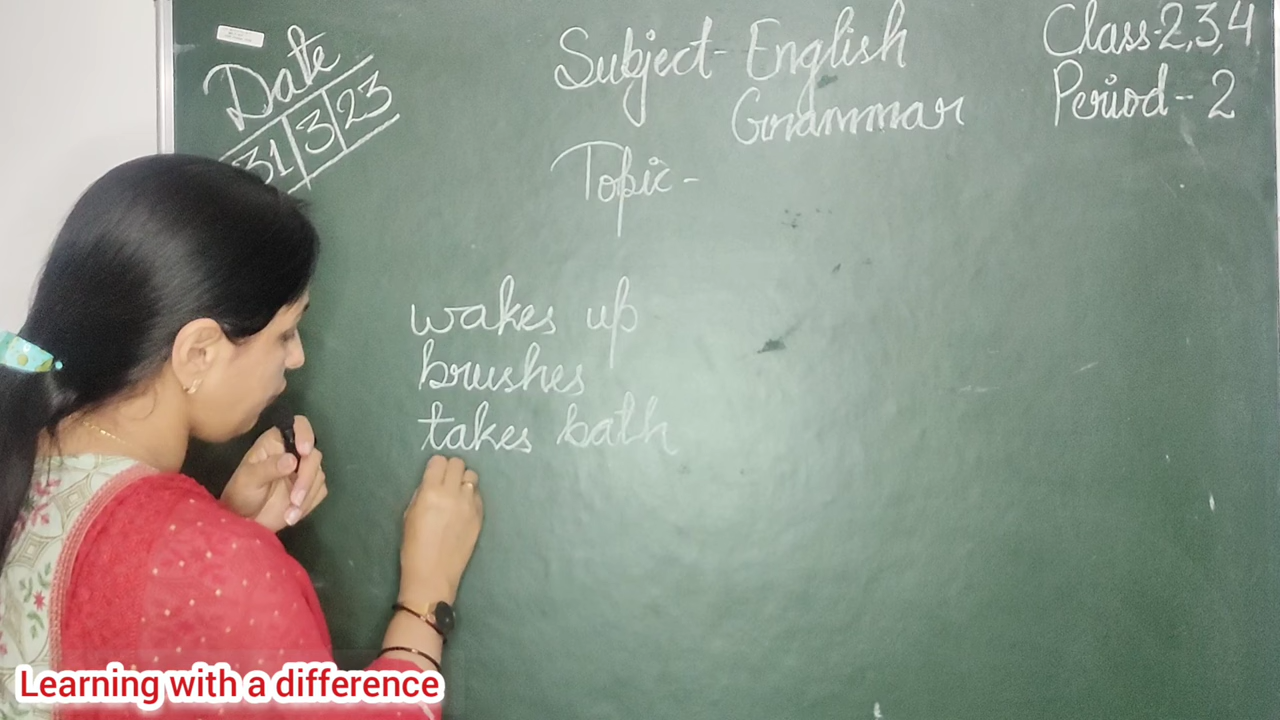 Date
31|3|23
Subject- English
Grammar
Class-2,3,4
Period-2
Topic-
wakes up
brushes
takes bath
Learning with a difference